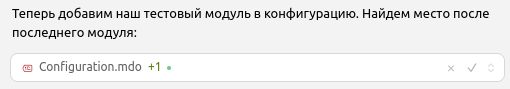 Теперь добавим наш тестовый модуль в конфигурацию. Найдем место после
последнего модуля:
Configuration.mdo +1